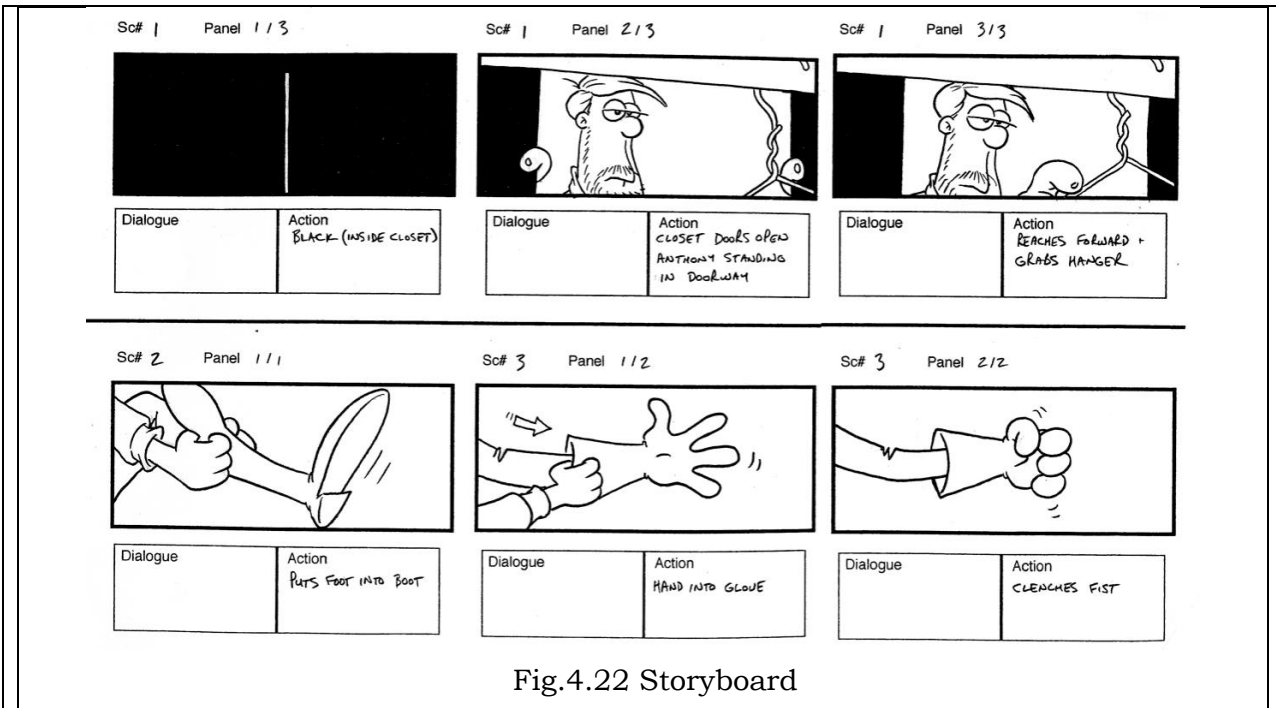 Sc# 1 Panel 1/3
Sc# 1 Panel 2/3
Sc# 1 Panel 3/3
Dialogue
Action
BLACK (INSIDE CLOSET)
Dialogue
Action
CLOSET DOORS OPEN
ANTHONY STANDING
IN DOORWAY
Dialogue
Action
REACHES FORWARD +
GRABS HANGER
Sc# 2 Panel 1/1
Sc# 3 Panel 1/2
Sc# 3 Panel 2/2
Dialogue
Action
PUTS FOOT INTO BOOT
Dialogue
Action
HAND INTO GLOVE
Dialogue
Action
CLENCHES FIST
Fig.4.22 Storyboard